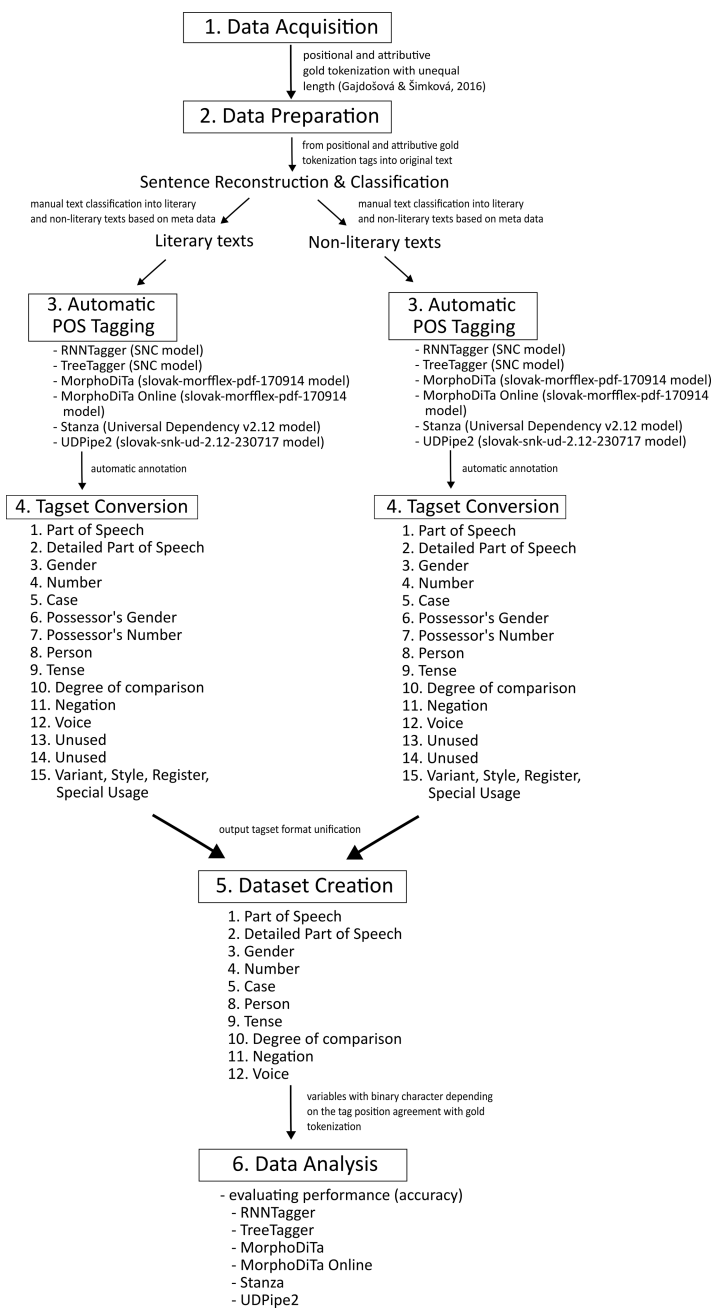 1. Data Acquisition
positional and attributive
gold tokenization with unequal
length (Gajdošová & Šimková, 2016)
2. Data Preparation
from positional and attributive gold
tokenization tags into original text
Sentence Reconstruction & Classification
manual text classification into literary
and non-literary texts based on meta data
manual text classification into literary
and non-literary texts based on meta data
Literary texts
Non-literary texts
3. Automatic
POS Tagging
- RNNTagger (SNC model)
- TreeTagger (SNC model)
- MorphoDiTa (slovak-morfflex-pdf-170914 model)
- MorphoDiTa Online (slovak-morfflex-pdf-170914
model)
- Stanza (Universal Dependency v2.12 model)
- UDPipe2 (slovak-snk-ud-2.12-230717 model)
automatic annotation
4. Tagset Conversion
1. Part of Speech
2. Detailed Part of Speech
3. Gender
4. Number
5. Case
6. Possessor's Gender
7. Possessor's Number
8. Person
9. Tense
10. Degree of comparison
11. Negation
12. Voice
13. Unused
14. Unused
15. Variant, Style, Register,
Special Usage
3. Automatic
POS Tagging
- RNNTagger (SNC model)
- TreeTagger (SNC model)
- MorphoDiTa (slovak-morfflex-pdf-170914 model)
- MorphoDiTa Online (slovak-morfflex-pdf-170914
model)
- Stanza (Universal Dependency v2.12 model)
- UDPipe2 (slovak-snk-ud-2.12-230717 model)
automatic annotation
4. Tagset Conversion
1. Part of Speech
2. Detailed Part of Speech
3. Gender
4. Number
5. Case
6. Possessor's Gender
7. Possessor's Number
8. Person
9. Tense
10. Degree of comparison
11. Negation
12. Voice
13. Unused
14. Unused
15. Variant, Style, Register,
Special Usage
output tagset format unification
5. Dataset Creation
1. Part of Speech
2. Detailed Part of Speech
3. Gender
4. Number
5. Case
8. Person
9. Tense
10. Degree of comparison
11. Negation
12. Voice
variables with binary character depending
on the tag position agreement with gold
tokenization
6. Data Analysis
- evaluating performance (accuracy)
- RNNTagger
- TreeTagger
- MorphoDiTa
- MorphoDiTa Online
- Stanza
- UDPipe2